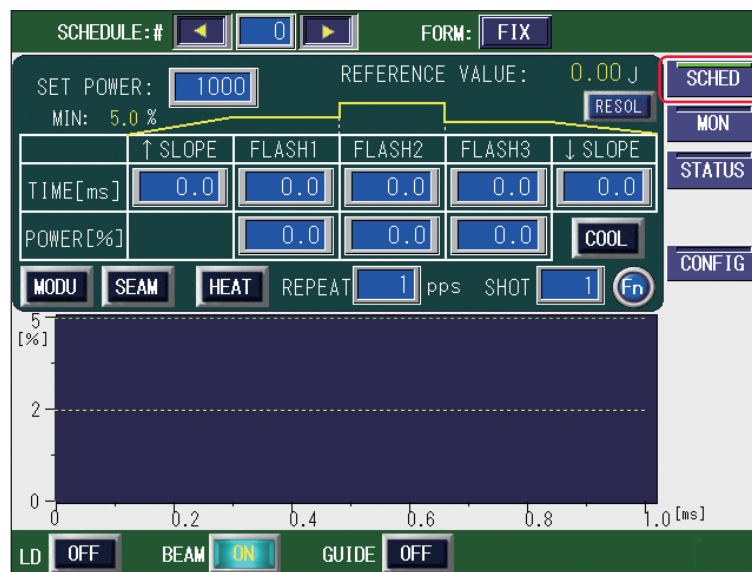 SCHEDULE:# 0 FORM: FIX
SET POWER: 1000 REFERENCE VALUE: 0.00 J
MIN: 5.0 % RESOL
↑ SLOPE FLASH1 FLASH2 FLASH3 ↓ SLOPE
TIME[ms] 0.0 0.0 0.0 0.0 0.0
POWER[%] 0.0 0.0 0.0 COOL
MODU SEAM HEAT REPEAT 1 pps SHOT 1 Fn
SCHED
MON
STATUS
CONFIG
5
[%]
2
0
0 0.2 0.4 0.6 0.8 1.0 [ms]
LD OFF BEAM ON GUIDE OFF